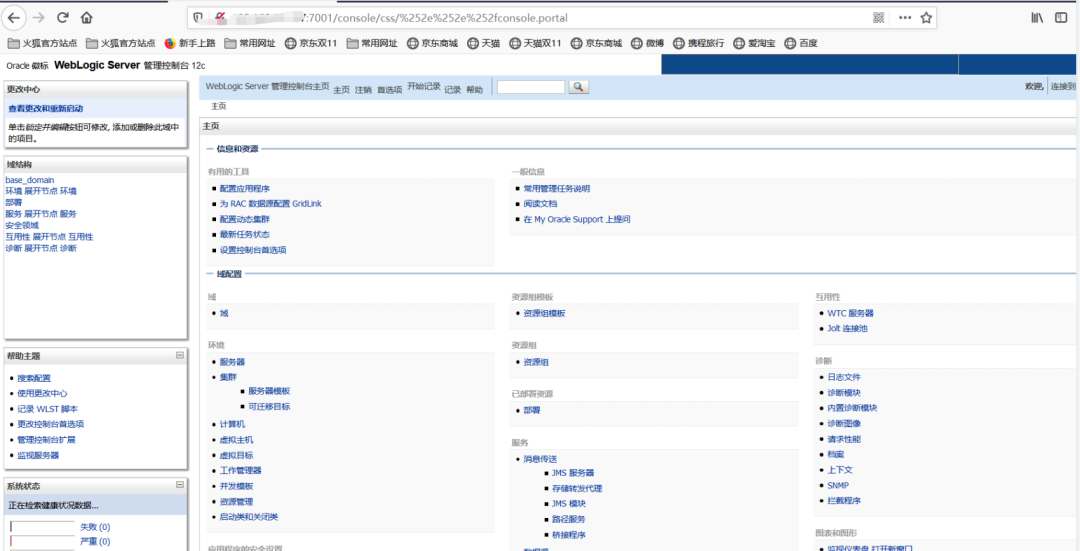 :7001/console/css/%252e%252e%252fconsole.portal
火狐官方站点 火狐官方站点 新手上路 常用网址 京东双11 常用网址 京东商城 天猫 天猫双11 京东商城 微博 携程旅行 爱淘宝 百度
Oracle 徽标 WebLogic Server 管理控制台 12c
更改中心
查看更改和重新启动
单击锁定并编辑按钮可修改, 添加或删除此域中
的项目。
域结构
base_domain
环境 展开节点 环境
部署
服务 展开节点 服务
安全领域
互用性 展开节点 互用性
诊断 展开节点 诊断
帮助主题
搜索配置
使用更改中心
记录 WLST 脚本
更改控制台首选项
管理控制台扩展
监视服务器
系统状态
正在检索健康状况数据...
失败 (0)
严重 (0)
WebLogic Server 管理控制台主页 主页 注销 首选项 开始记录 记录 帮助
欢迎, 连接到
主页
主页
信息和资源
有用的工具
配置应用程序
为 RAC 数据源配置 GridLink
配置动态集群
最新任务状态
设置控制台首选项
一般信息
常用管理任务说明
阅读文档
在 My Oracle Support 上提问
域配置
域
域
环境
服务器
集群
服务器模板
可迁移目标
计算机
虚拟主机
虚拟目标
工作管理器
并发模板
资源管理
启动类和关闭类
应用程序的安全设置
资源组模板
资源组模板
资源组
资源组
已部署资源
部署
服务
消息传送
JMS 服务器
存储转发代理
JMS 模块
路径服务
桥接程序
数据源
互用性
WTC 服务器
Jolt 连接池
诊断
日志文件
诊断模块
内置诊断模块
诊断图像
请求性能
档案
上下文
SNMP
拦截程序
图表和图形
监视仪表盘 打开新窗口